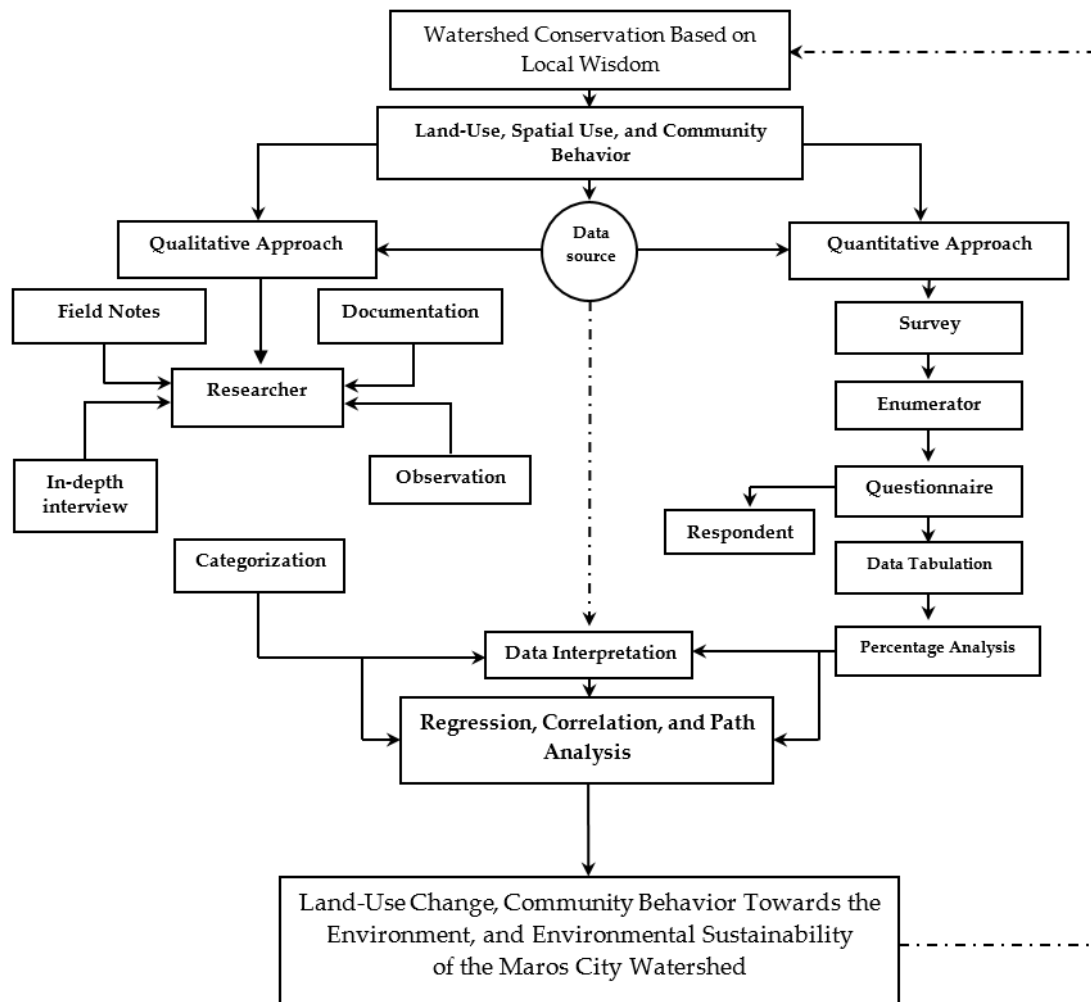 Watershed Conservation Based on
Local Wisdom
Land-Use, Spatial Use, and Community
Behavior
Qualitative Approach
Data
source
Quantitative Approach
Field Notes
Documentation
Survey
Researcher
Enumerator
In-depth
interview
Observation
Questionnaire
Respondent
Categorization
Data Tabulation
Data Interpretation
Percentage Analysis
Regression, Correlation, and Path
Analysis
Land-Use Change, Community Behavior Towards the
Environment, and Environmental Sustainability
of the Maros City Watershed